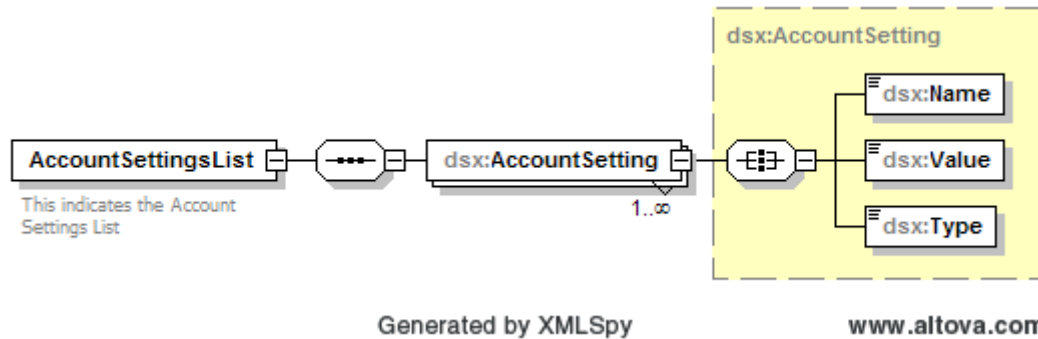 dsx:AccountSetting
dsx:Name
AccountSettingsList
dsx:AccountSetting
dsx:Value
This indicates the Account
Settings List
1..∞
dsx:Type
Generated by XMLSpy
www.altova.com